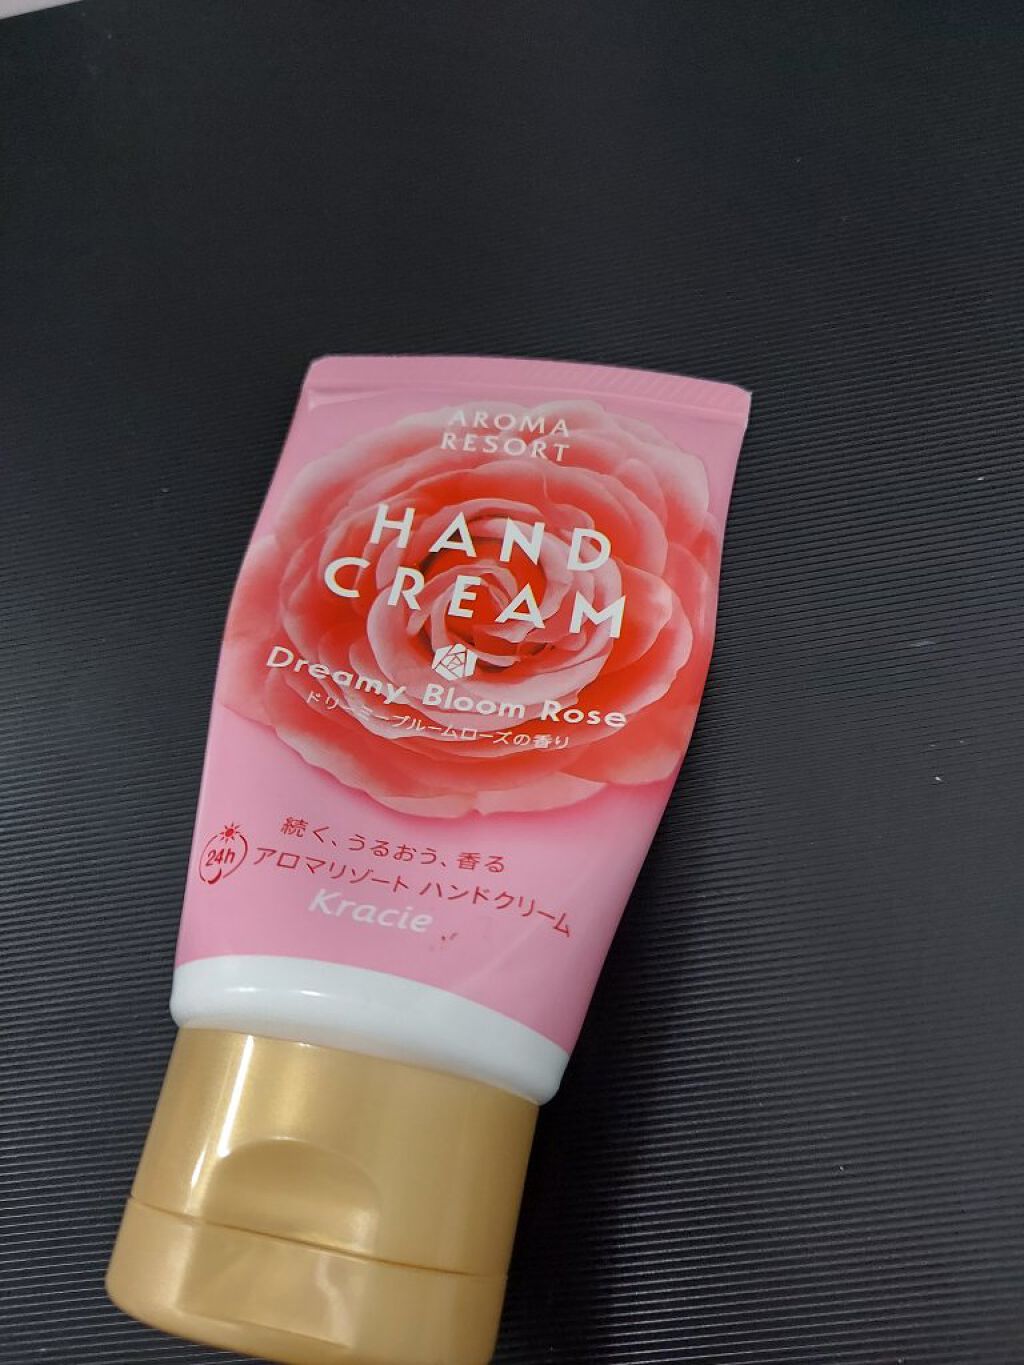 AROMA
RESORT
HAND
CREAM
Dreamy Bloom Rose
ドリーミーブルームローズの香り
続く、うるおう、香る
24h
アロマリゾート ハンドクリーム
Kracie